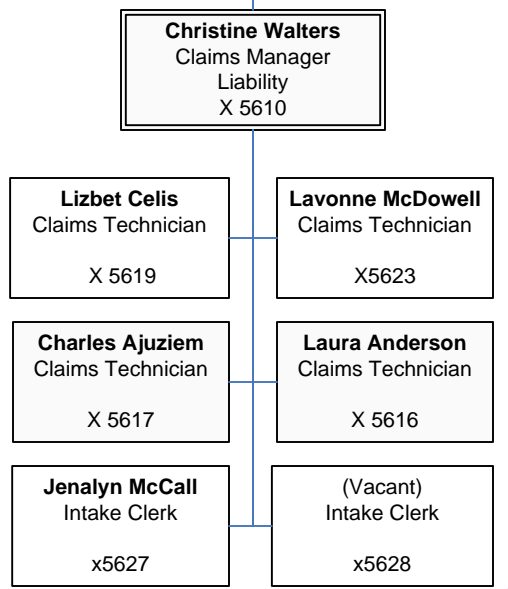 Christine Walters
Claims Manager
Liability
X 5610
Lizbet Celis
Claims Technician
X 5619
Lavonne McDowell
Claims Technician
X5623
Charles Ajuziem
Claims Technician
X 5617
Laura Anderson
Claims Technician
X 5616
Jenalyn McCall
Intake Clerk
x5627
(Vacant)
Intake Clerk
x5628